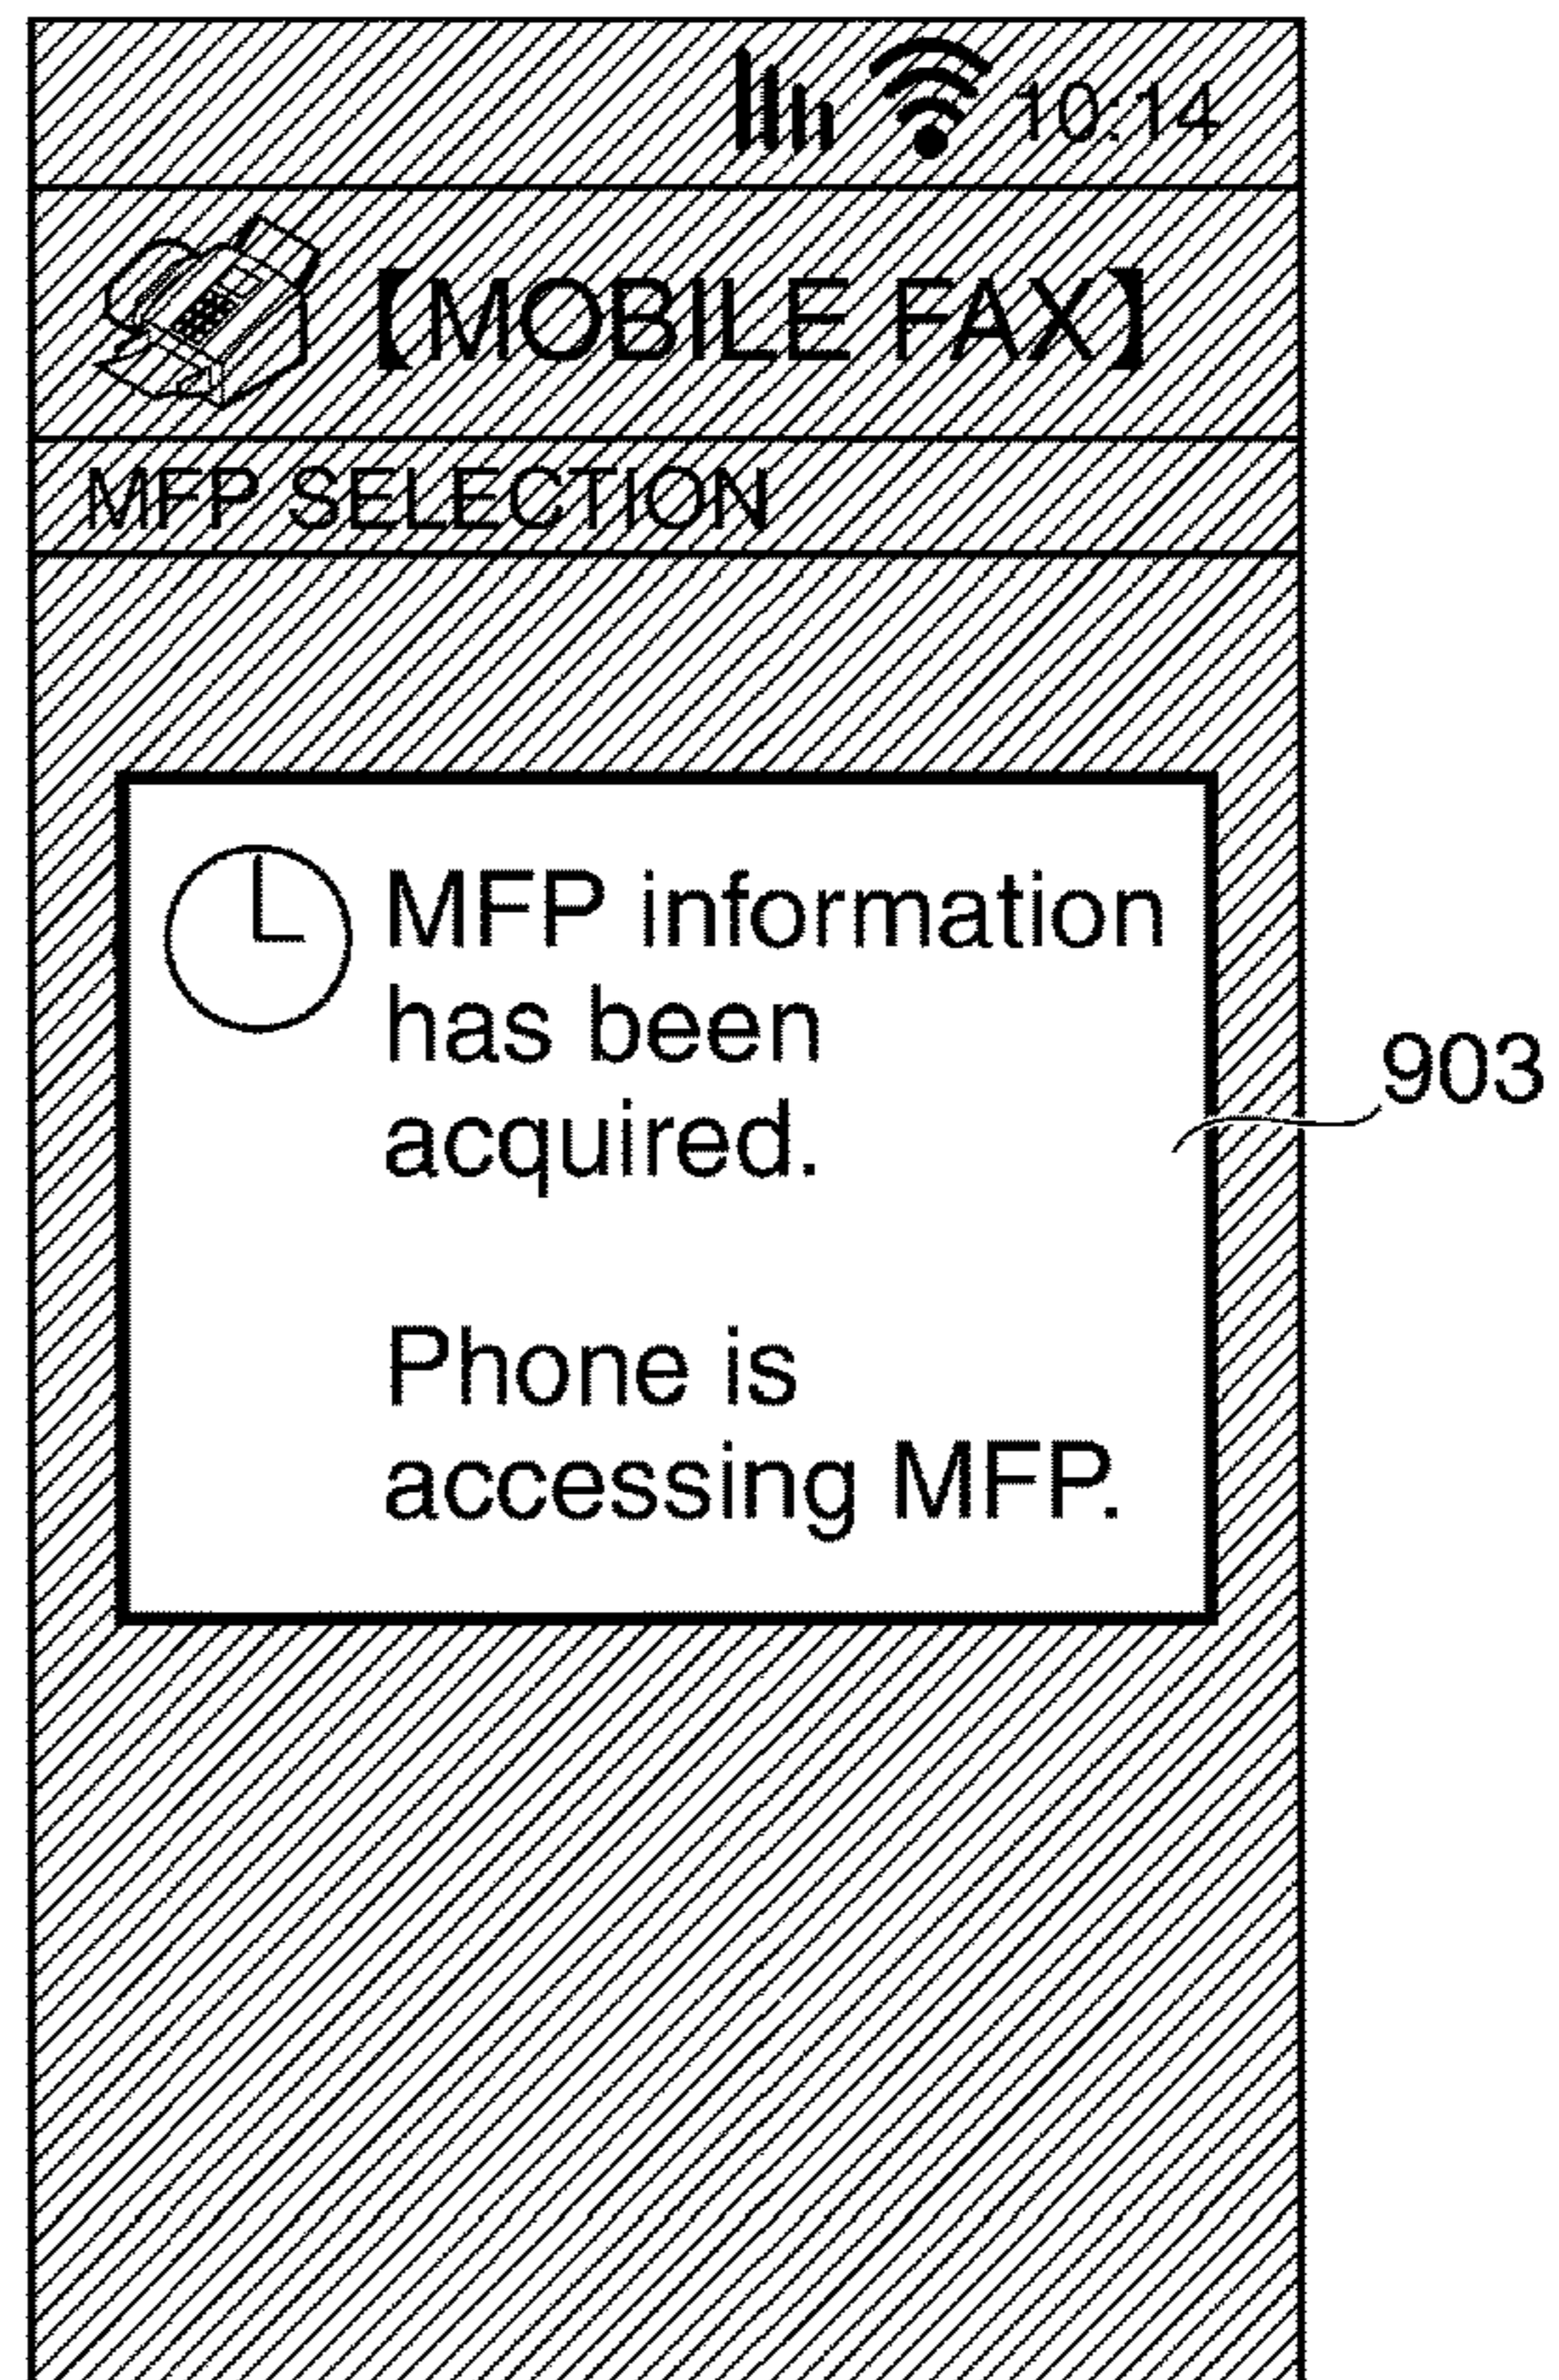 10:14
【MOBILE FAX】
MFP SELECTION
MFP information
has been
acquired.
903
Phone is
accessing MFP.